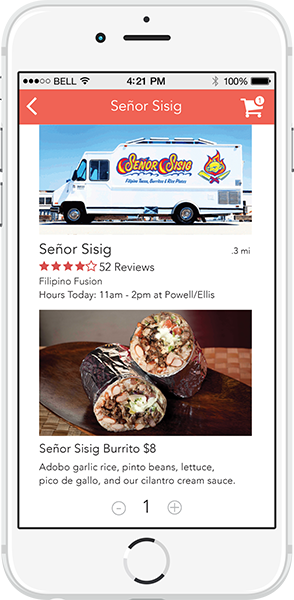 BELL 4:21 PM 100%
Señor Sisig 1
SEÑOR SISIG
Filipino Tacos, Burritos & Rice Plates
Señor Sisig .3 mi
52 Reviews
Filipino Fusion
Hours Today: 11am - 2pm at Powell/Ellis
Señor Sisig Burrito $8
Adobo garlic rice, pinto beans, lettuce,
pico de gallo, and our cilantro cream sauce.
1